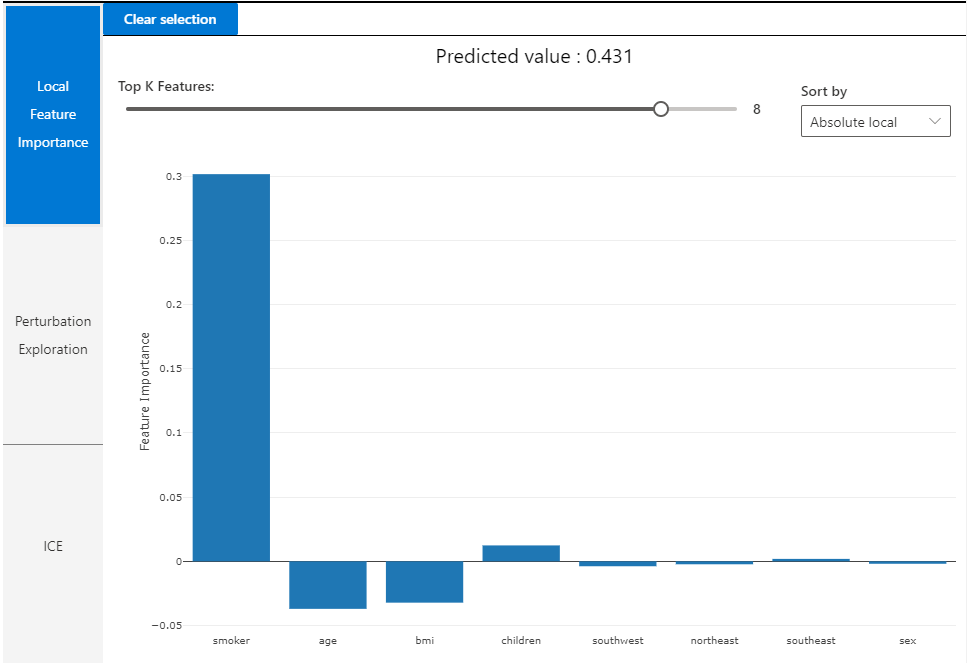 Clear selection
Local
Feature
Importance
Perturbation
Exploration
ICE
Predicted value : 0.431
Top K Features:
8
Sort by
Absolute local
Feature Importance
0.3
0.25
0.2
0.15
0.1
0.05
0
−0.05
smoker age bmi children southwest northeast southeast sex